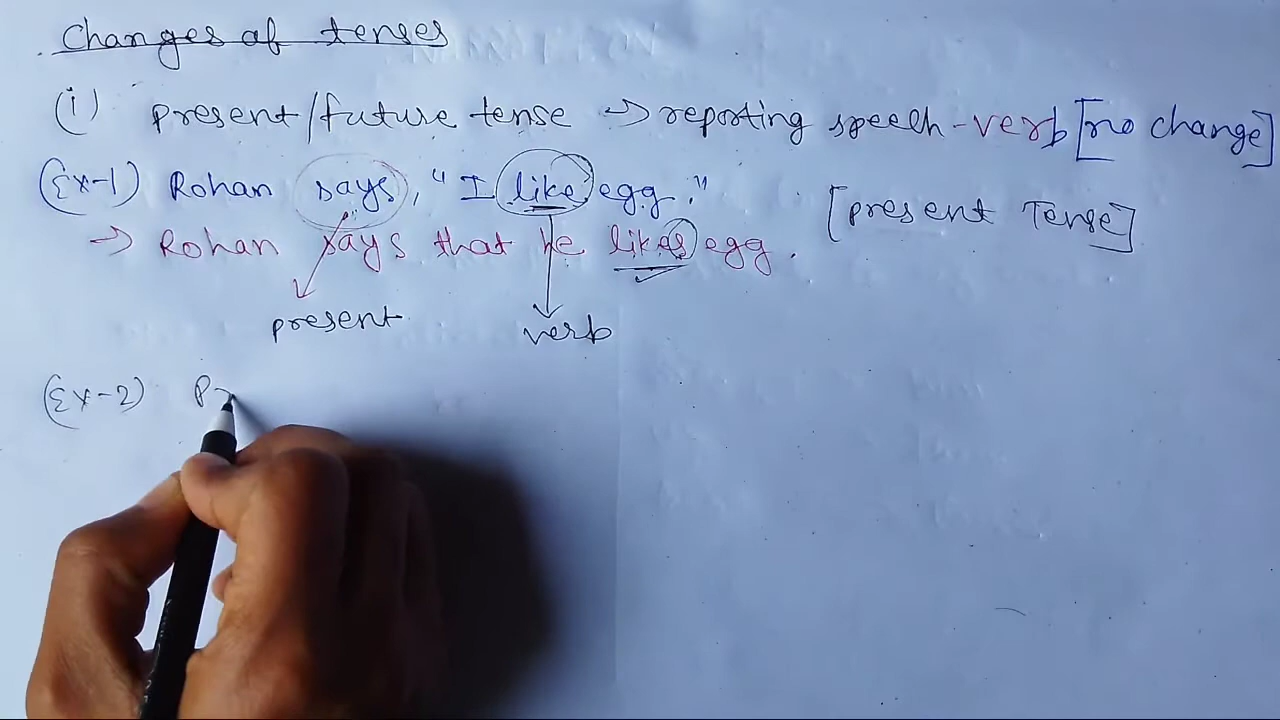 Changes of tenses
(i) present/future tense → reporting speech-verb [no change]
(Ex-1) Rohan says, "I like egg."
[present Tense]
→ Rohan says that he likes egg.
present
verb
(Ex-2) Pr